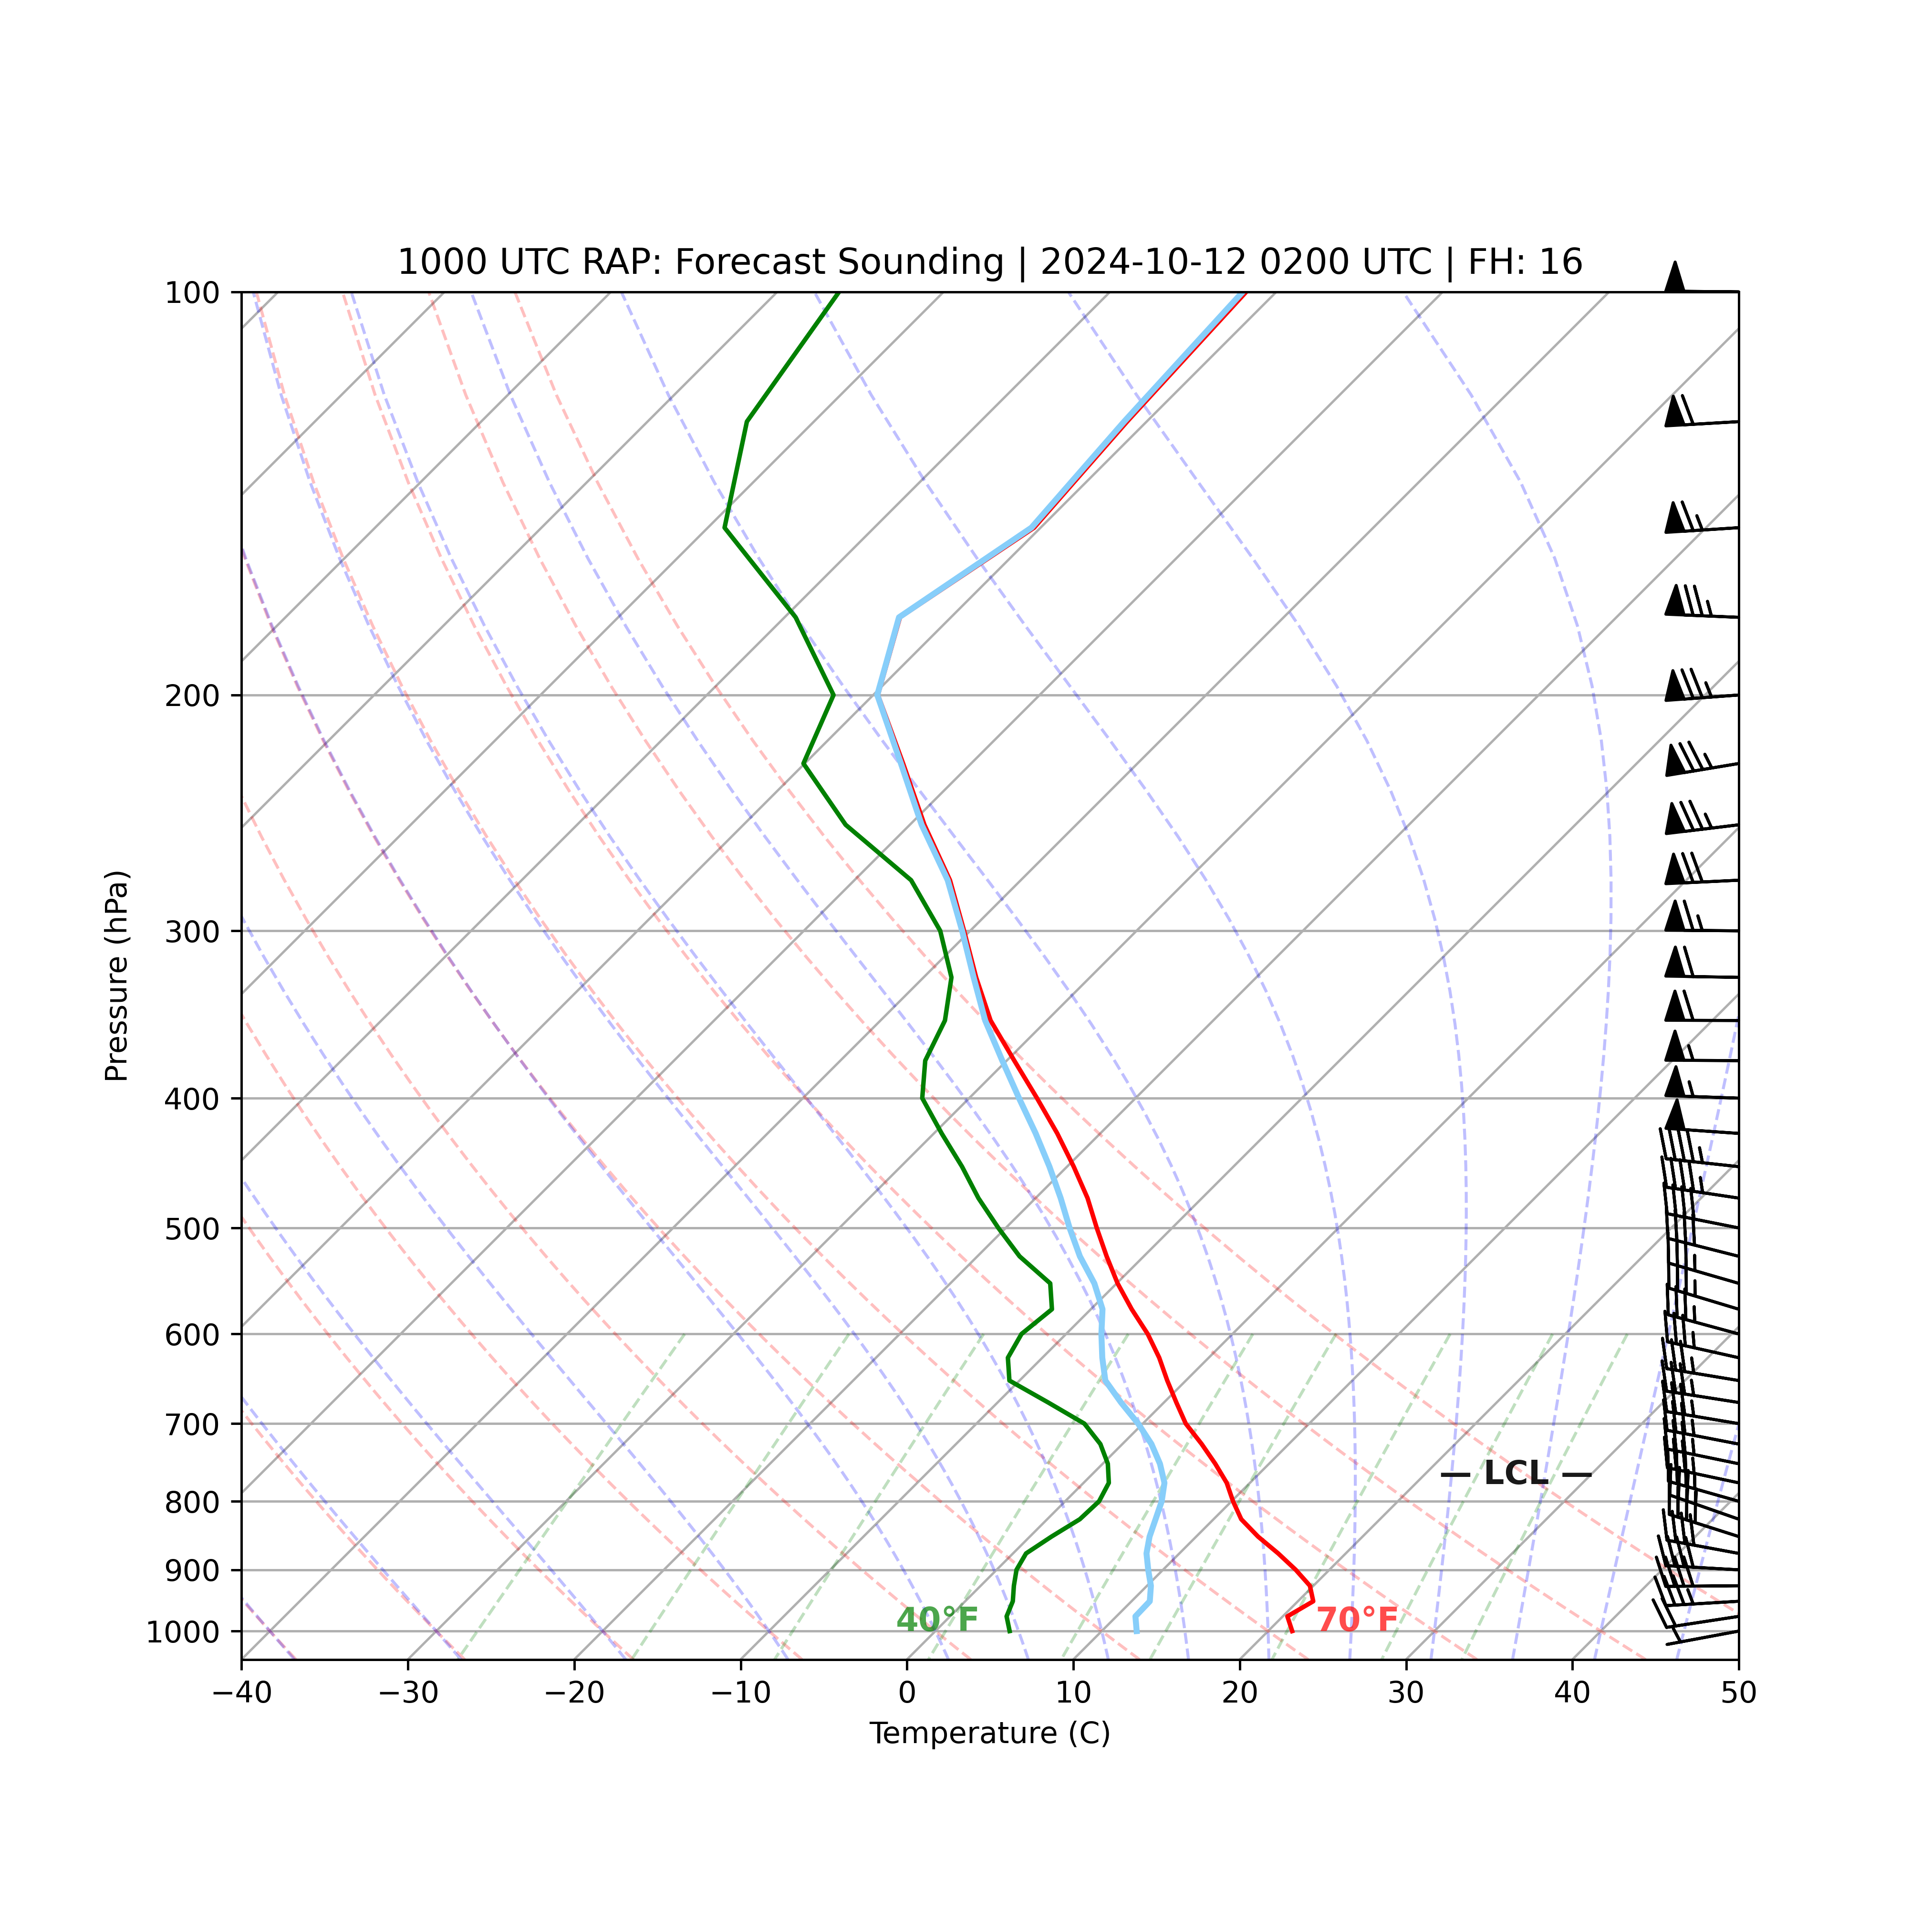 1000 UTC RAP: Forecast Sounding | 2024-10-12 0200 UTC | FH: 16
100
200
300
400
500
600
700
800
900
1000
Pressure (hPa)
— LCL —
40°F
70°F
−40 −30 −20 −10 0 10 20 30 40 50
Temperature (C)